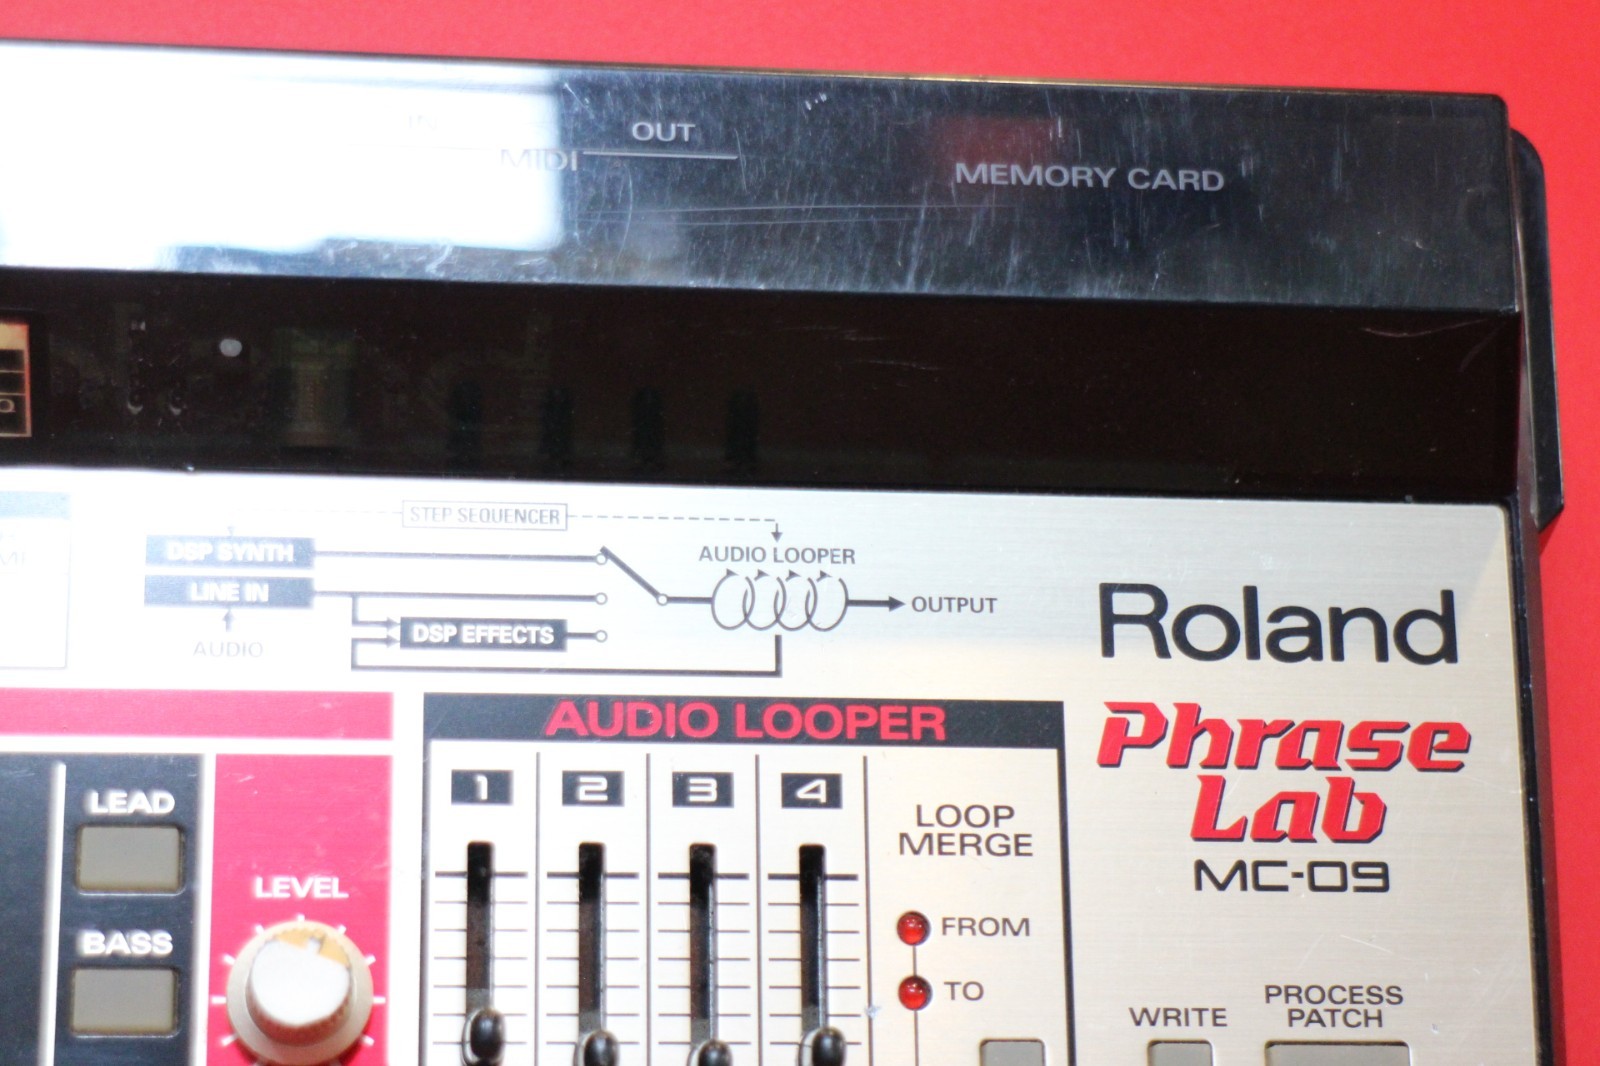 IN
OUT
MIDI
MEMORY CARD
STEP SEQUENCER
DSP SYNTH
AUDIO LOOPER
LINE IN
OUTPUT
DSP EFFECTS
AUDIO
Roland
Phrase
Lab
MC-09
AUDIO LOOPER
1 2 3 4
LOOP
MERGE
LEAD
LEVEL
BASS
FROM
TO
WRITE
PROCESS
PATCH